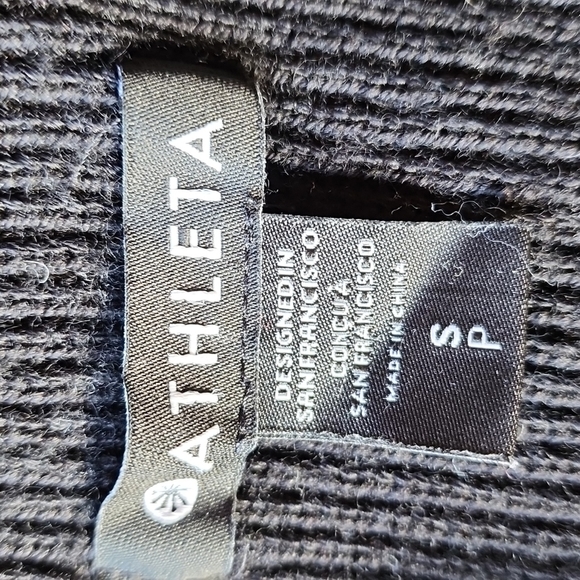 ATHLETA
DESIGNED IN
SAN FRANCISCO
CONÇU À
SAN FRANCISCO
MADE IN CHINA
S
P